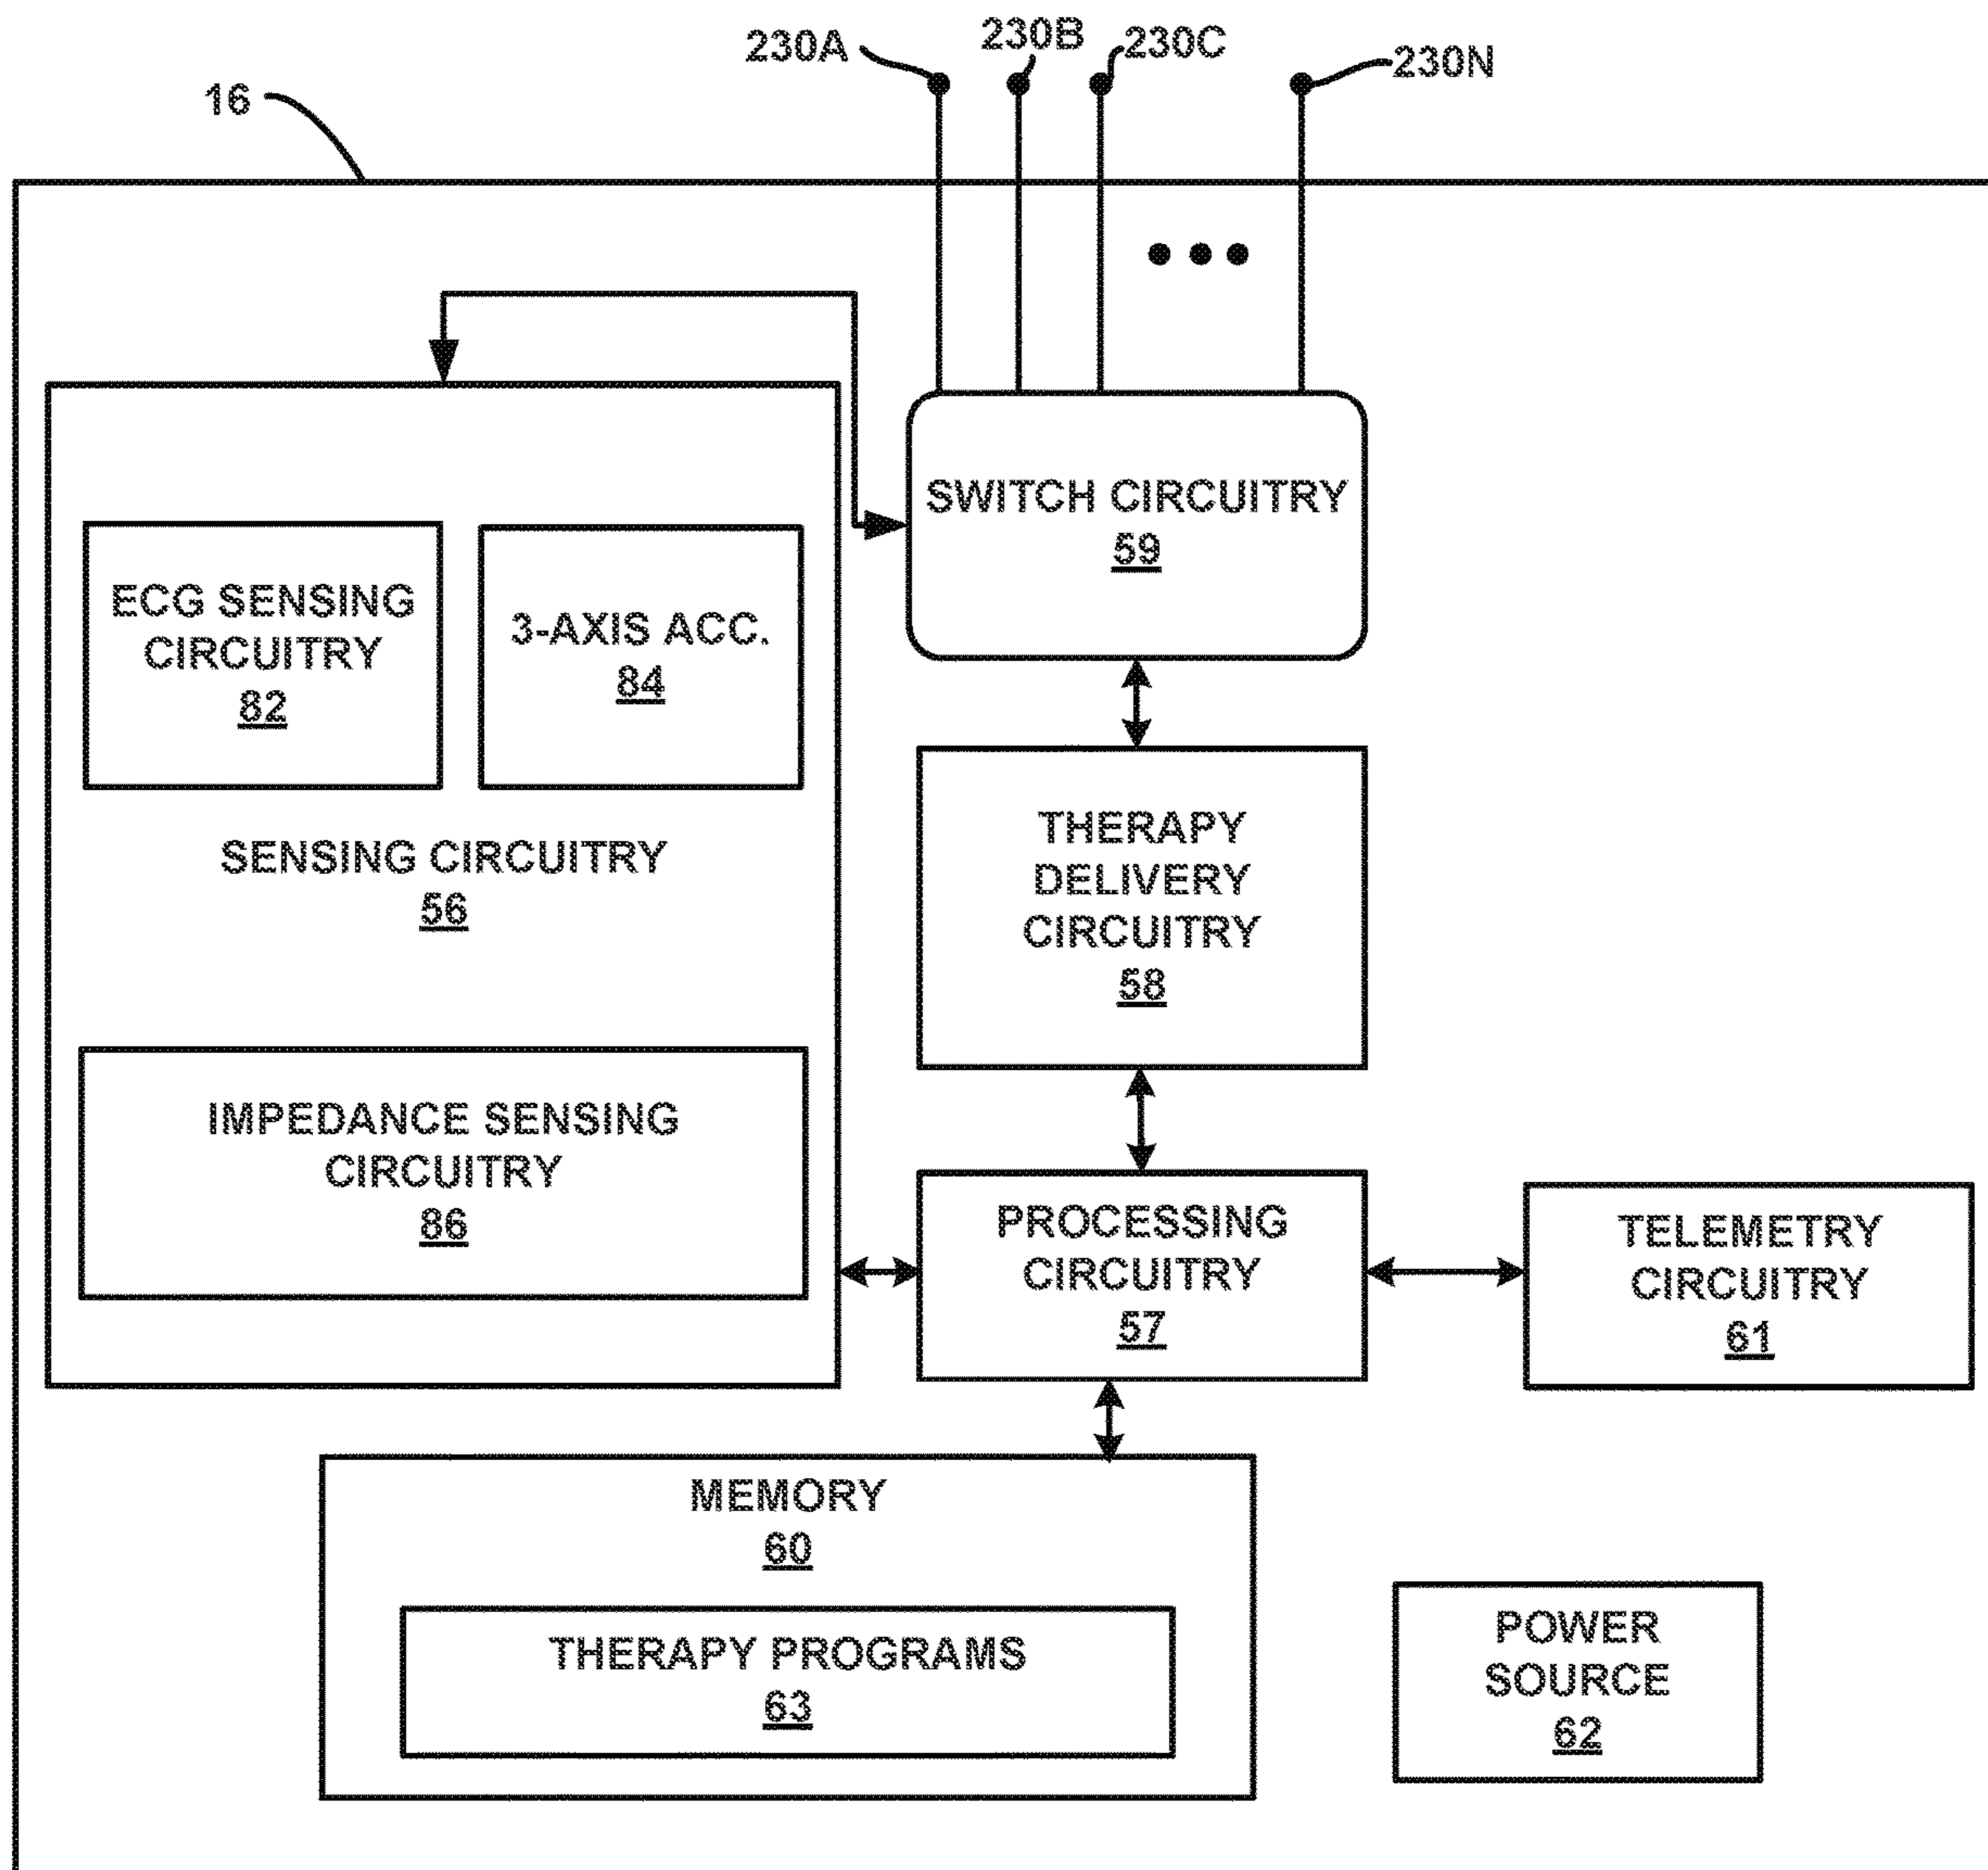 230A
230B
230C
230N
16
SWITCH CIRCUITRY
59
ECG SENSING
CIRCUITRY
82
3-AXIS ACC.
84
SENSING CIRCUITRY
56
THERAPY
DELIVERY
CIRCUITRY
58
IMPEDANCE SENSING
CIRCUITRY
86
PROCESSING
CIRCUITRY
57
TELEMETRY
CIRCUITRY
61
MEMORY
60
THERAPY PROGRAMS
63
POWER
SOURCE
62